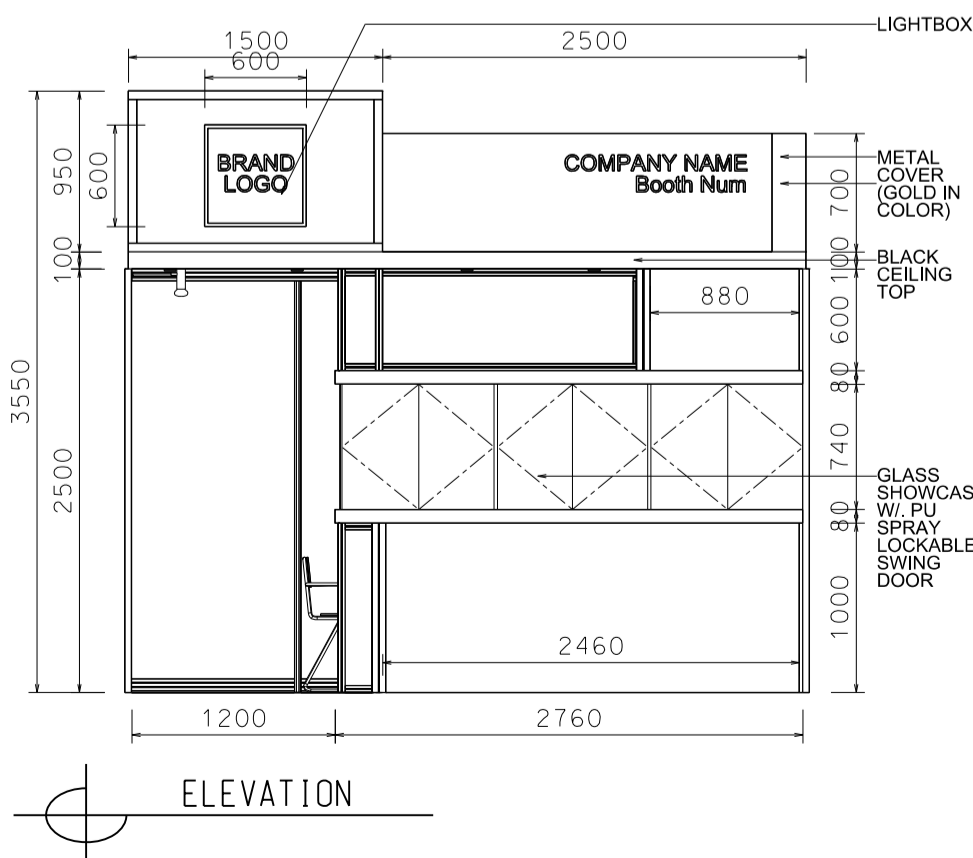 LIGHTBOX
1500
2500
600
950
600
BRAND
LOGO
COMPANY NAME
Booth Num
700
METAL
COVER
(GOLD IN
COLOR)
100
100
BLACK
CEILING
TOP
880
600
3550
80
2500
740
GLASS
SHOWCAS
W/. PU
SPRAY
LOCKABLE
SWING
DOOR
80
1000
2460
1200
2760
ELEVATION